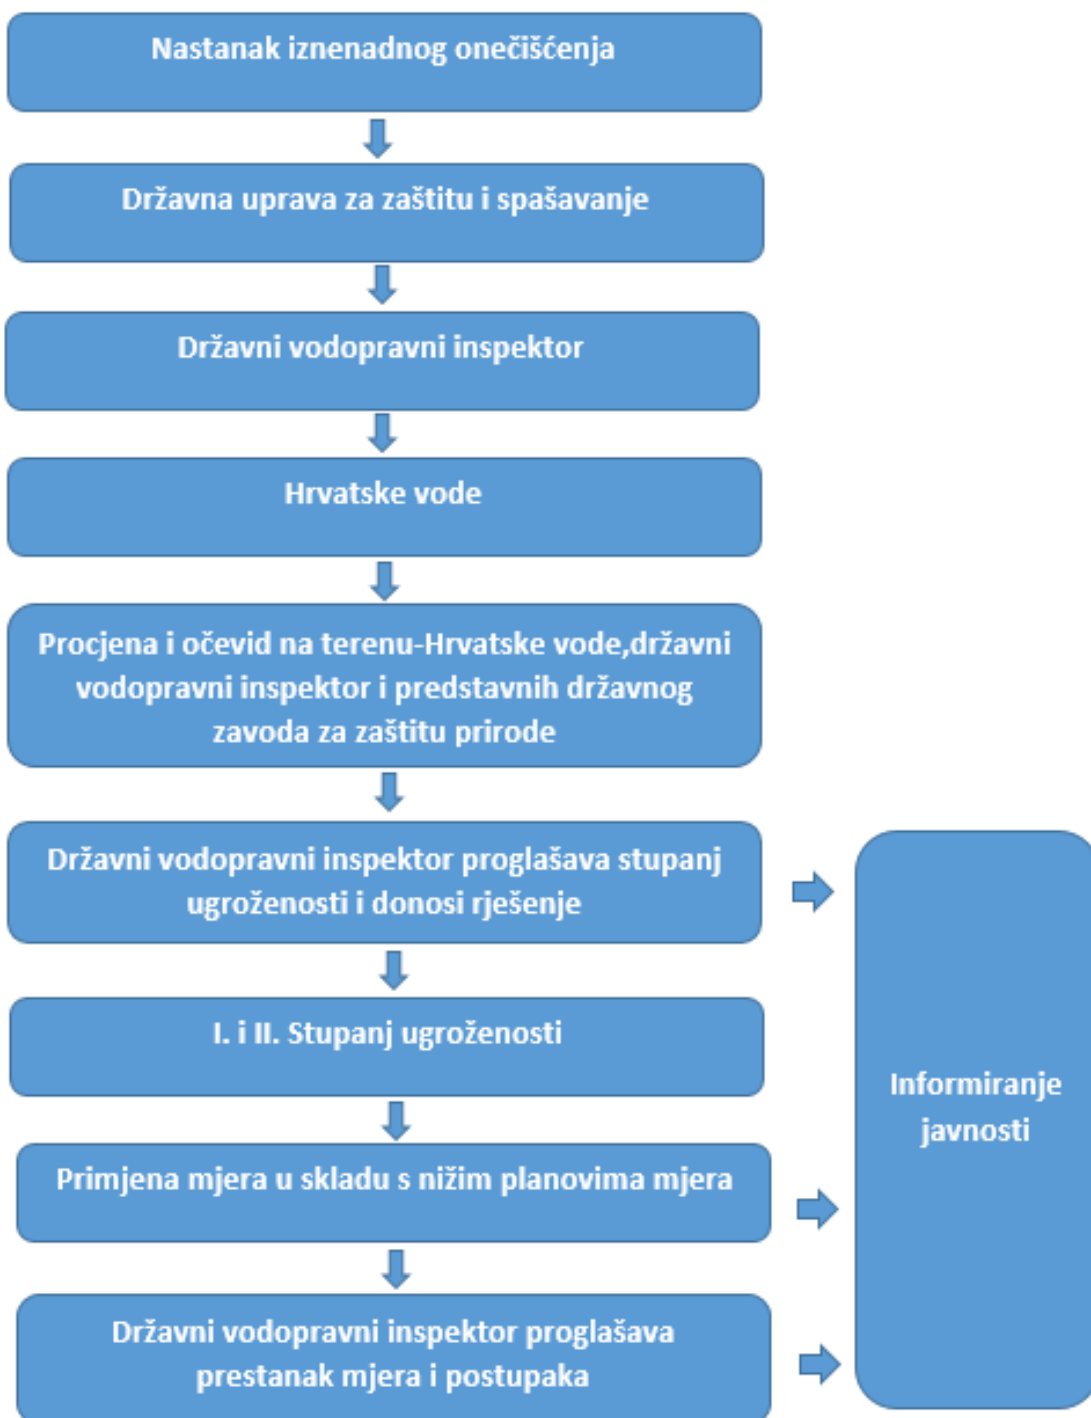 Nastanak iznenadnog onečišćenja
Državna uprava za zaštitu i spašavanje
Državni vodopravni inspektor
Hrvatske vode
Procjena i očevid na terenu-Hrvatske vode,državni
vodopravni inspektor i predstavnih državnog
zavoda za zaštitu prirode
Državni vodopravni inspektor proglašava stupanj
ugroženosti i donosi rješenje
I. i II. Stupanj ugroženosti
Primjena mjera u skladu s nižim planovima mjera
Državni vodopravni inspektor proglašava
prestanak mjera i postupaka
Informiranje
javnosti